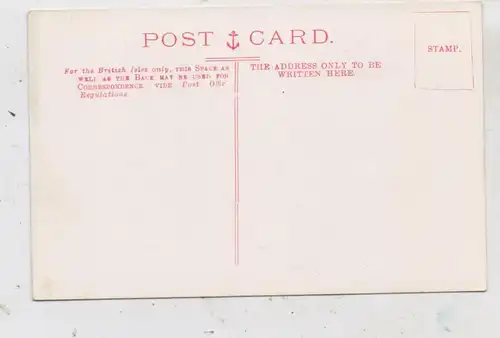 POST CARD.
For the British Isles only, THIS SPACE AS
WELL AS THE BACK MAY BE USED FOR
CORRESPONDENCE VIDE Post Offic
Regulations
THE ADDRESS ONLY TO BE
WRITTEN HERE.
STAMP.